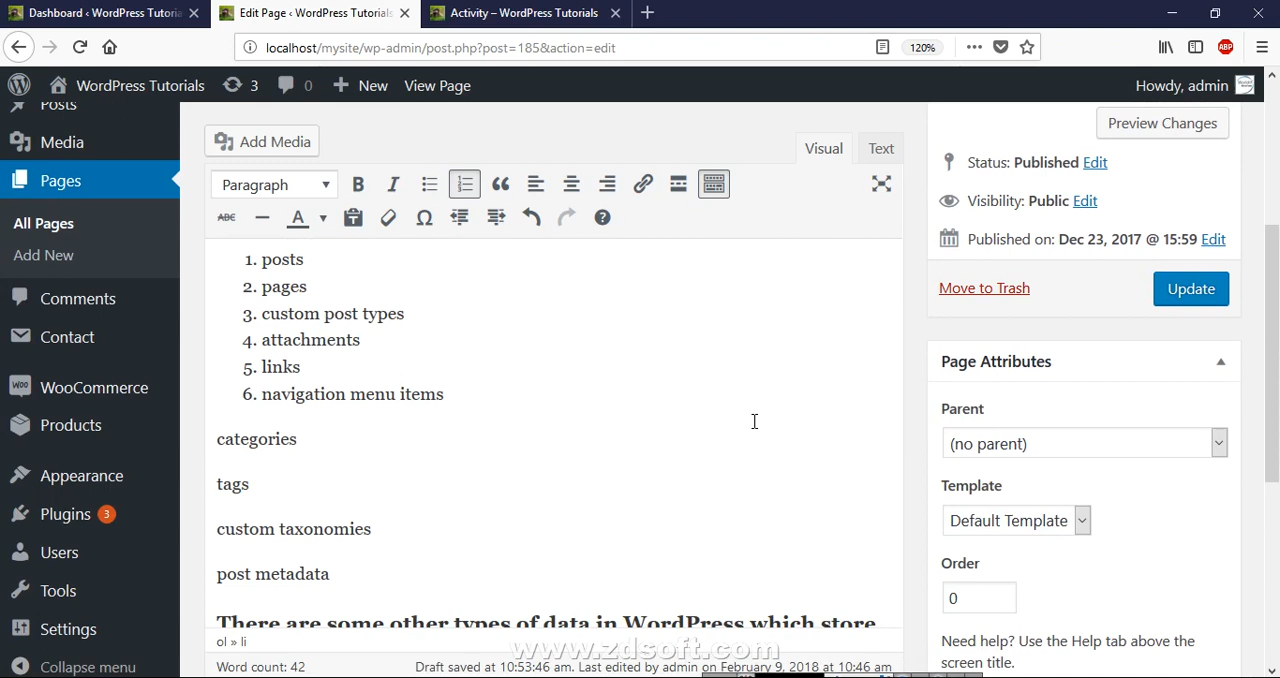 Dashboard ‹ WordPress Tutoria
Edit Page ‹ WordPress Tutorials
Activity – WordPress Tutorials
localhost/mysite/wp-admin/post.php?post=185&action=edit
120%
ABP
WordPress Tutorials
3
0
New
View Page
Howdy, admin
Posts
Media
Pages
All Pages
Add New
Comments
Contact
WooCommerce
Products
Appearance
Plugins 3
Users
Tools
Settings
Collapse menu
Add Media
Visual
Text
Paragraph
B
I
ABC
A
Ω
1. posts
2. pages
3. custom post types
4. attachments
5. links
6. navigation menu items
categories
tags
custom taxonomies
post metadata
There are some other types of data in WordPress which store
ol » li
www.zdsoft.com
Word count: 42
Draft saved at 10:53:46 am. Last edited by admin on February 9, 2018 at 10:46 am
Preview Changes
Status: Published Edit
Visibility: Public Edit
Published on: Dec 23, 2017 @ 15:59 Edit
Move to Trash
Update
Page Attributes
Parent
(no parent)
Template
Default Template
Order
0
Need help? Use the Help tab above the
screen title.